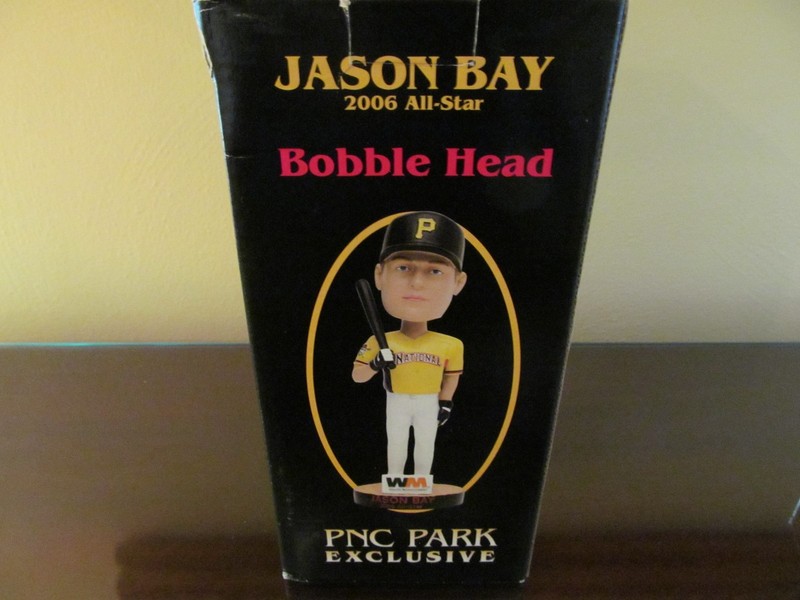 JASON BAY
2006 All-Star
Bobble Head
P
NATIONAL
WM
JASON BAY
PNC PARK
EXCLUSIVE